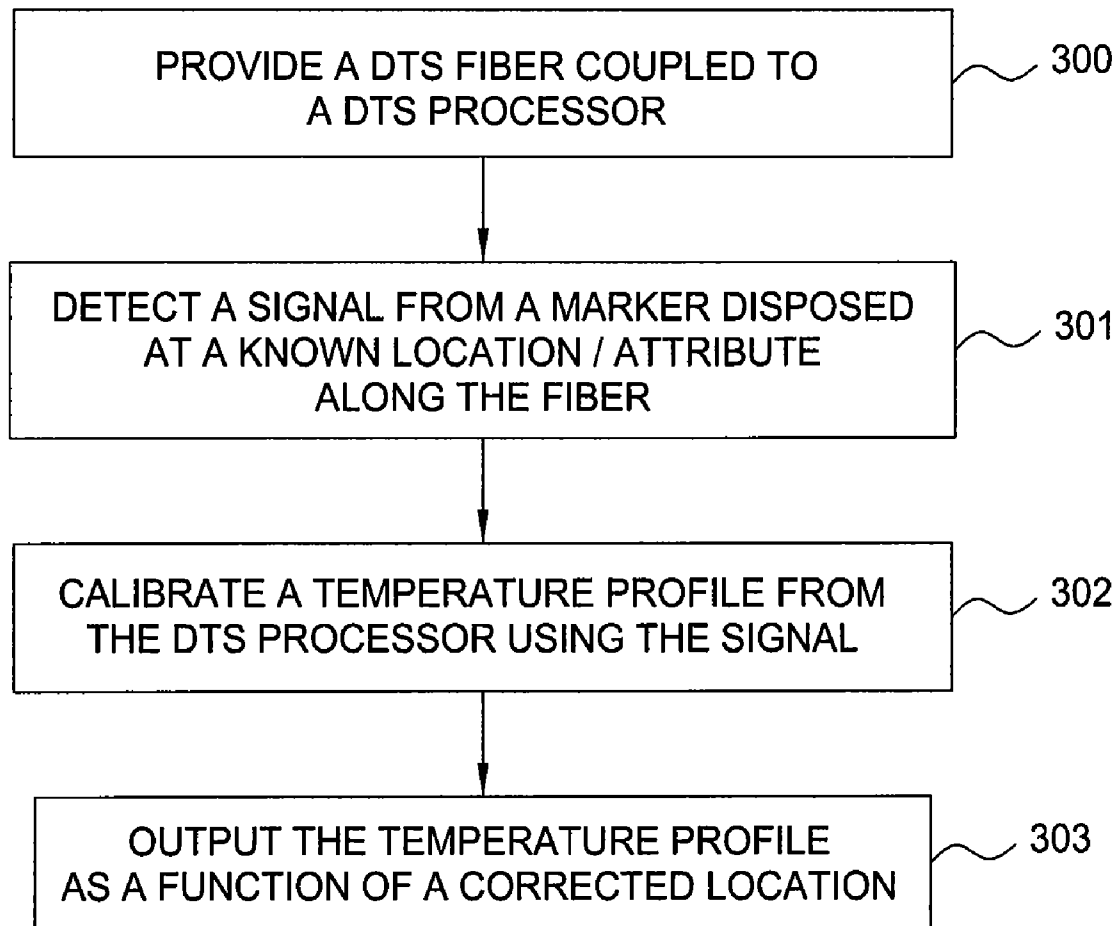 PROVIDE A DTS FIBER COUPLED TO
A DTS PROCESSOR
300
DETECT A SIGNAL FROM A MARKER DISPOSED
AT A KNOWN LOCATION / ATTRIBUTE
ALONG THE FIBER
301
CALIBRATE A TEMPERATURE PROFILE FROM
THE DTS PROCESSOR USING THE SIGNAL
302
OUTPUT THE TEMPERATURE PROFILE
AS A FUNCTION OF A CORRECTED LOCATION
303